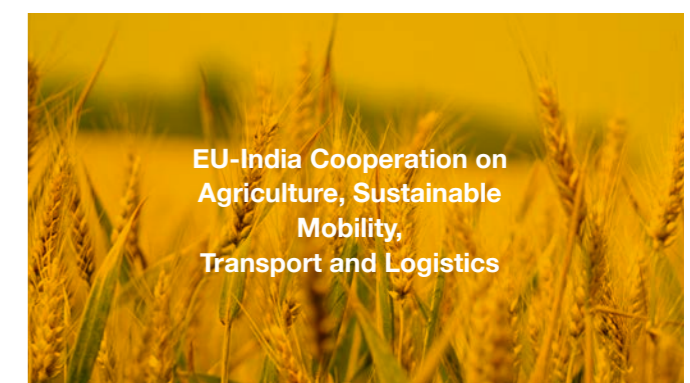 EU-India Cooperation on
Agriculture, Sustainable
Mobility,
Transport and Logistics